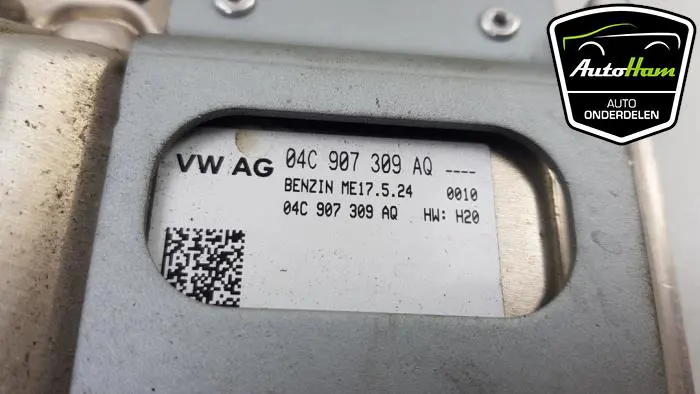 AutoHam
AUTO
ONDERDELEN
VW AG 04C 907 309 AQ ----
BENZIN ME17.5.24 0010
04C 907 309 AQ HW: H20